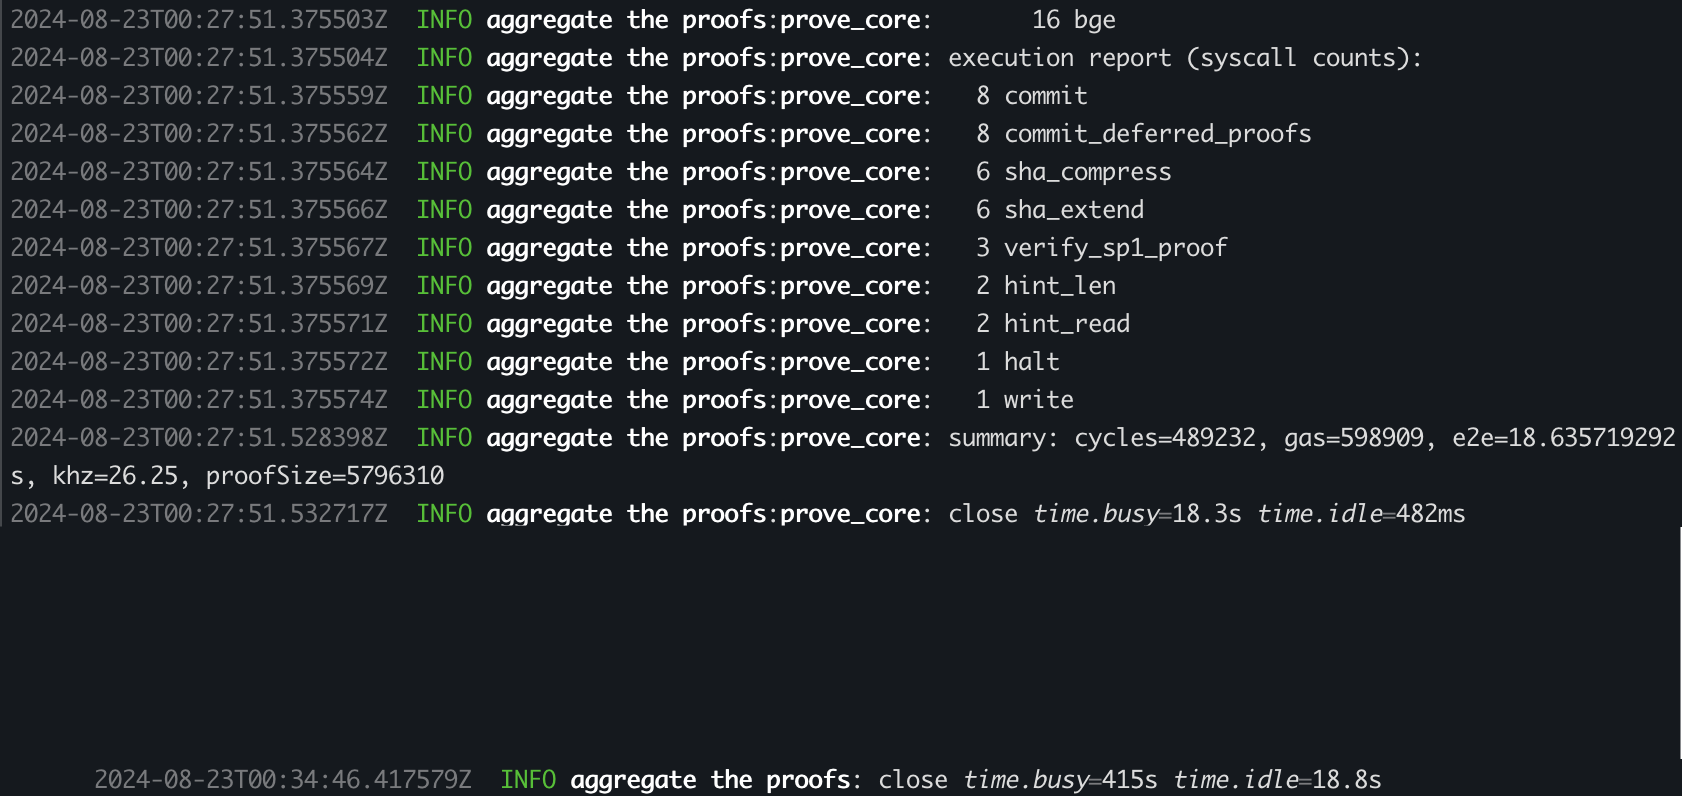 2024-08-23T00:27:51.375503Z  INFO aggregate the proofs:prove_core:       16 bge
2024-08-23T00:27:51.375504Z  INFO aggregate the proofs:prove_core: execution report (syscall counts):
2024-08-23T00:27:51.375559Z  INFO aggregate the proofs:prove_core:   8 commit
2024-08-23T00:27:51.375562Z  INFO aggregate the proofs:prove_core:   8 commit_deferred_proofs
2024-08-23T00:27:51.375564Z  INFO aggregate the proofs:prove_core:   6 sha_compress
2024-08-23T00:27:51.375566Z  INFO aggregate the proofs:prove_core:   6 sha_extend
2024-08-23T00:27:51.375567Z  INFO aggregate the proofs:prove_core:   3 verify_sp1_proof
2024-08-23T00:27:51.375569Z  INFO aggregate the proofs:prove_core:   2 hint_len
2024-08-23T00:27:51.375571Z  INFO aggregate the proofs:prove_core:   2 hint_read
2024-08-23T00:27:51.375572Z  INFO aggregate the proofs:prove_core:   1 halt
2024-08-23T00:27:51.375574Z  INFO aggregate the proofs:prove_core:   1 write
2024-08-23T00:27:51.528398Z  INFO aggregate the proofs:prove_core: summary: cycles=489232, gas=598909, e2e=18.635719292
s, khz=26.25, proofSize=5796310
2024-08-23T00:27:51.532717Z  INFO aggregate the proofs:prove_core: close time.busy=18.3s time.idle=482ms
2024-08-23T00:34:46.417579Z  INFO aggregate the proofs: close time.busy=415s time.idle=18.8s